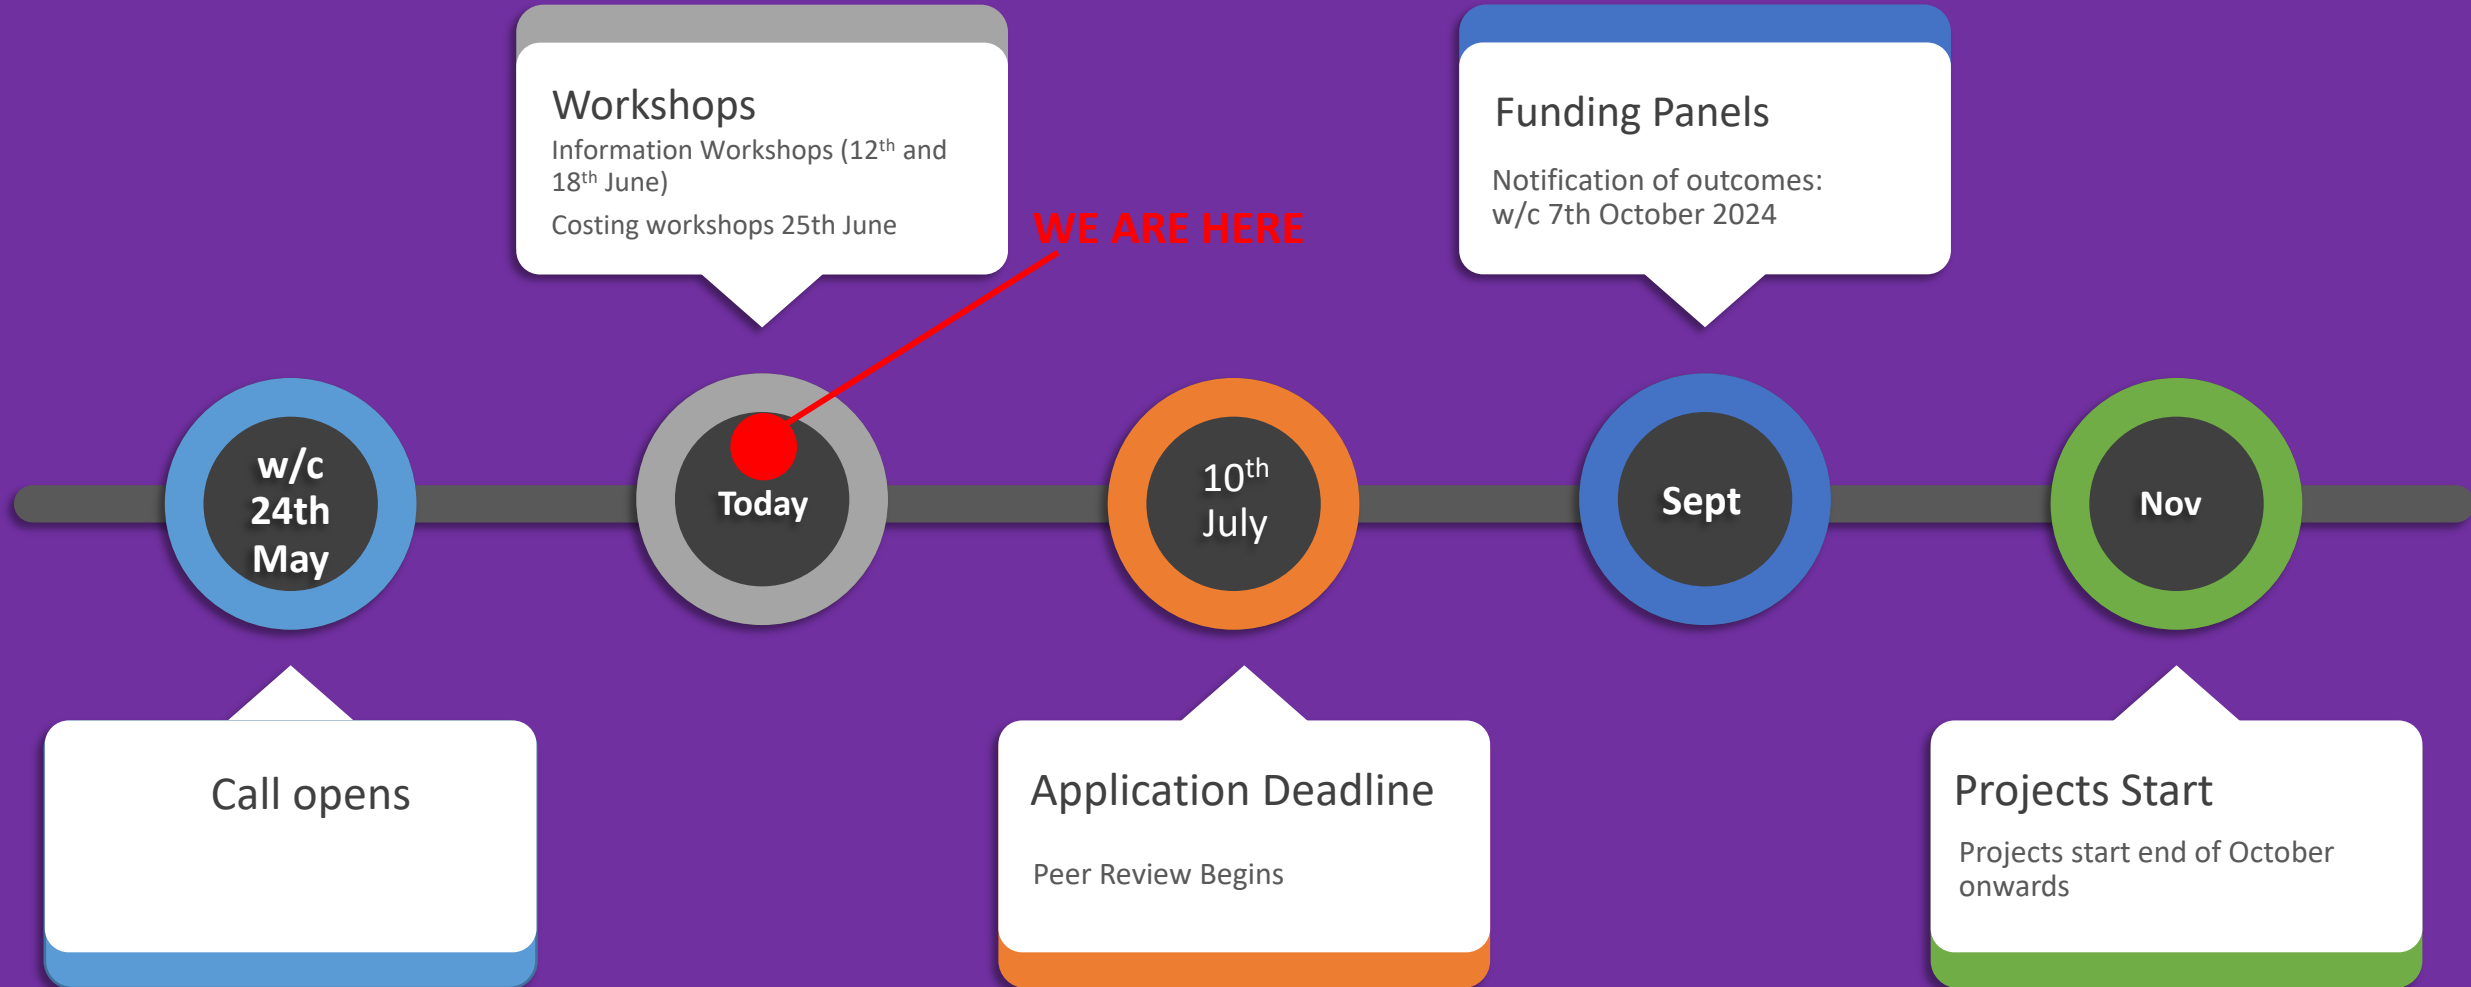 Workshops
Information Workshops (12th and
18th June)
Costing workshops 25th June
WE ARE HERE
Funding Panels
Notification of outcomes:
w/c 7th October 2024
w/c
24th
May
Today
10th
July
Sept
Nov
Call opens
Application Deadline
Peer Review Begins
Projects Start
Projects start end of October
onwards